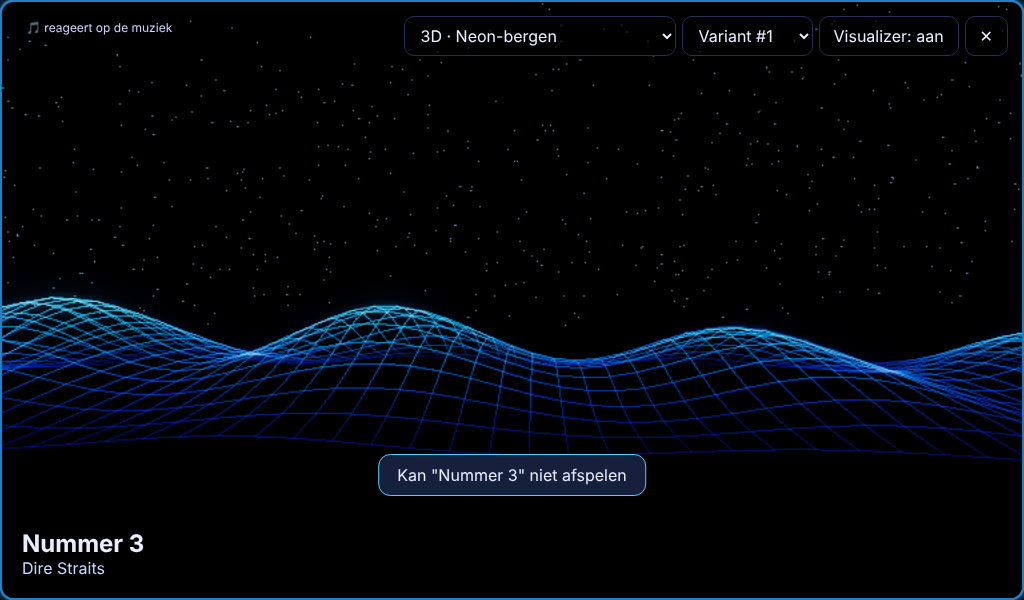 🎵 reageert op de muziek
3D · Neon-bergen
Variant #1
Visualizer: aan
✕
Kan "Nummer 3" niet afspelen
Nummer 3
Dire Straits